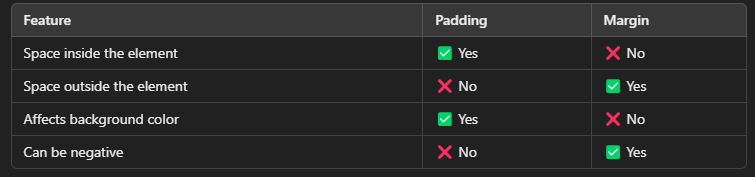 Feature Padding Margin
Space inside the element ✅ Yes ❌ No
Space outside the element ❌ No ✅ Yes
Affects background color ✅ Yes ❌ No
Can be negative ❌ No ✅ Yes